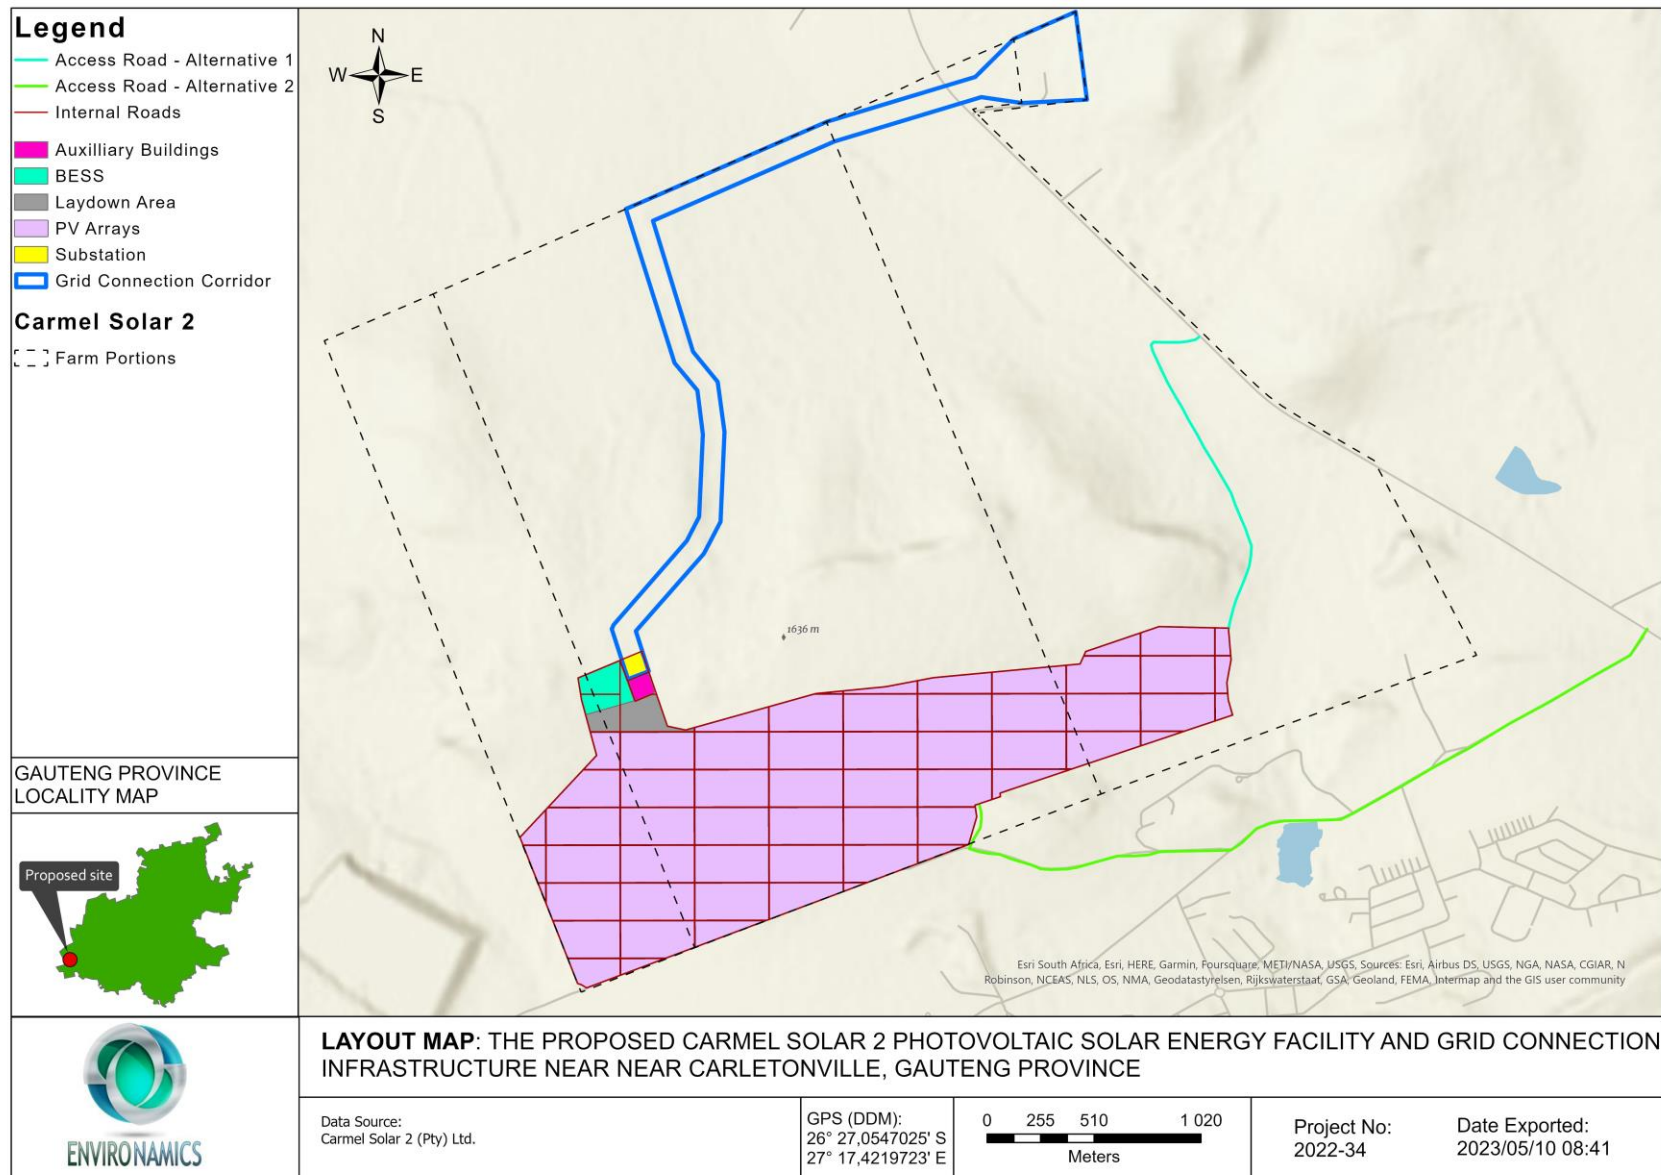 Legend
Access Road - Alternative 1
Access Road - Alternative 2
Internal Roads
Auxilliary Buildings
BESS
Laydown Area
PV Arrays
Substation
Grid Connection Corridor
Carmel Solar 2
Farm Portions
GAUTENG PROVINCE
LOCALITY MAP
Proposed site
ENVIRONAMICS
N
W E
S
1636 m
Esri South Africa, Esri, HERE, Garmin, Foursquare, METI/NASA, USGS, Sources: Esri, Airbus DS, USGS, NGA, NASA, CGIAR, N
Robinson, NCEAS, NLS, OS, NMA, Geodatastyrelsen, Rijkswaterstaat, GSA, Geoland, FEMA, Intermap and the GIS user community
LAYOUT MAP: THE PROPOSED CARMEL SOLAR 2 PHOTOVOLTAIC SOLAR ENERGY FACILITY AND GRID CONNECTION
INFRASTRUCTURE NEAR NEAR CARLETONVILLE, GAUTENG PROVINCE
Data Source:
Carmel Solar 2 (Pty) Ltd.
GPS (DDM):
26° 27,0547025' S
27° 17,4219723' E
0 255 510 1 020
Meters
Project No:
2022-34
Date Exported:
2023/05/10 08:41